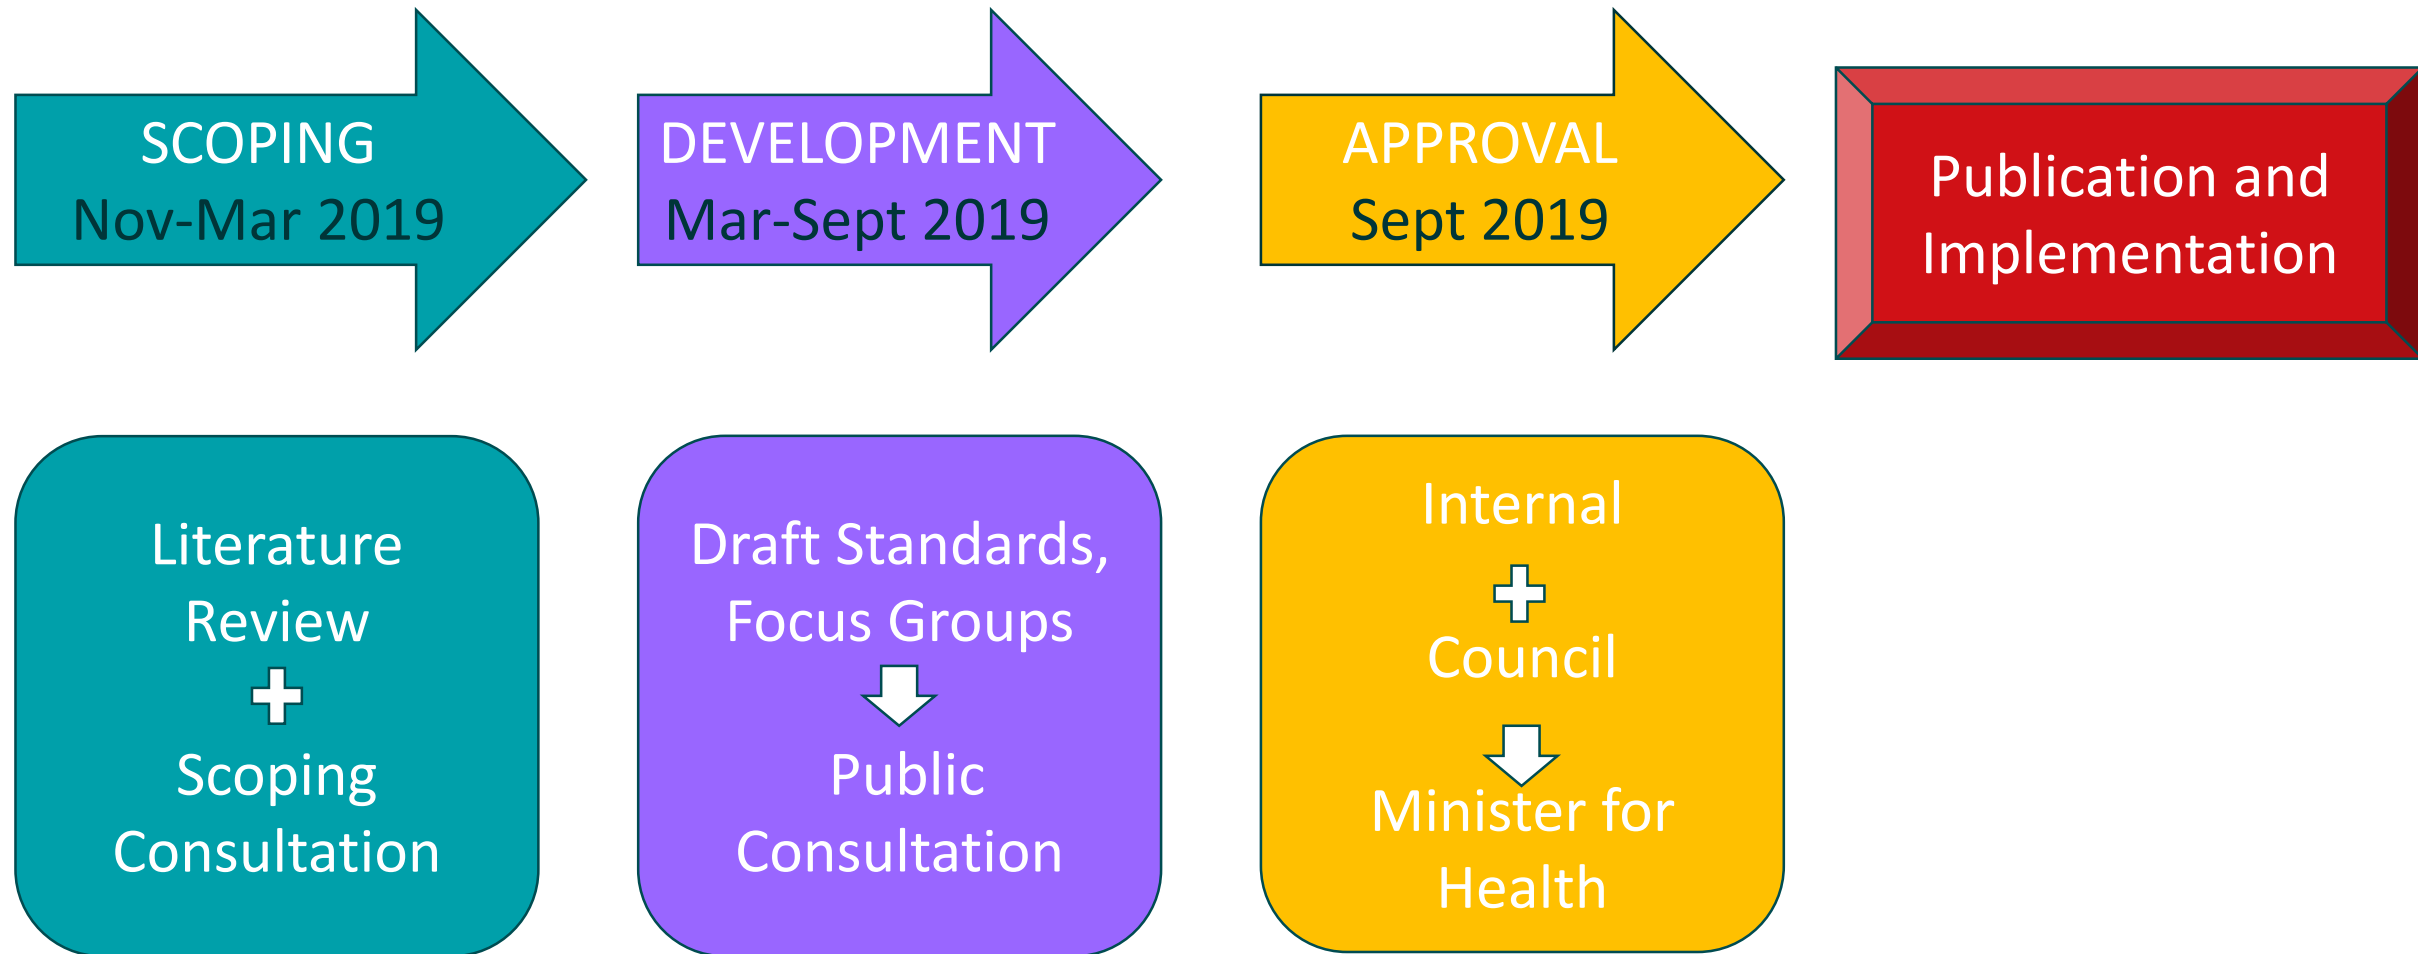 SCOPING
Nov-Mar 2019
DEVELOPMENT
Mar-Sept 2019
APPROVAL
Sept 2019
Publication and
Implementation
Literature
Review
Scoping
Consultation
Draft Standards,
Focus Groups
Public
Consultation
Internal
Council
Minister for
Health